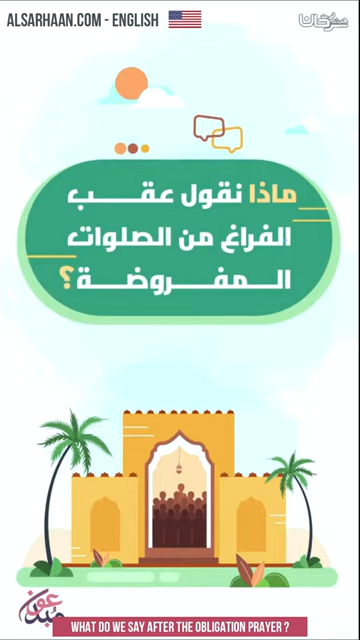 ALSARHAAN.COM - ENGLISH
ماذا نقول عقب
الفراغ من الصلوات
المفروضة؟
WHAT DO WE SAY AFTER THE OBLIGATION PRAYER ?